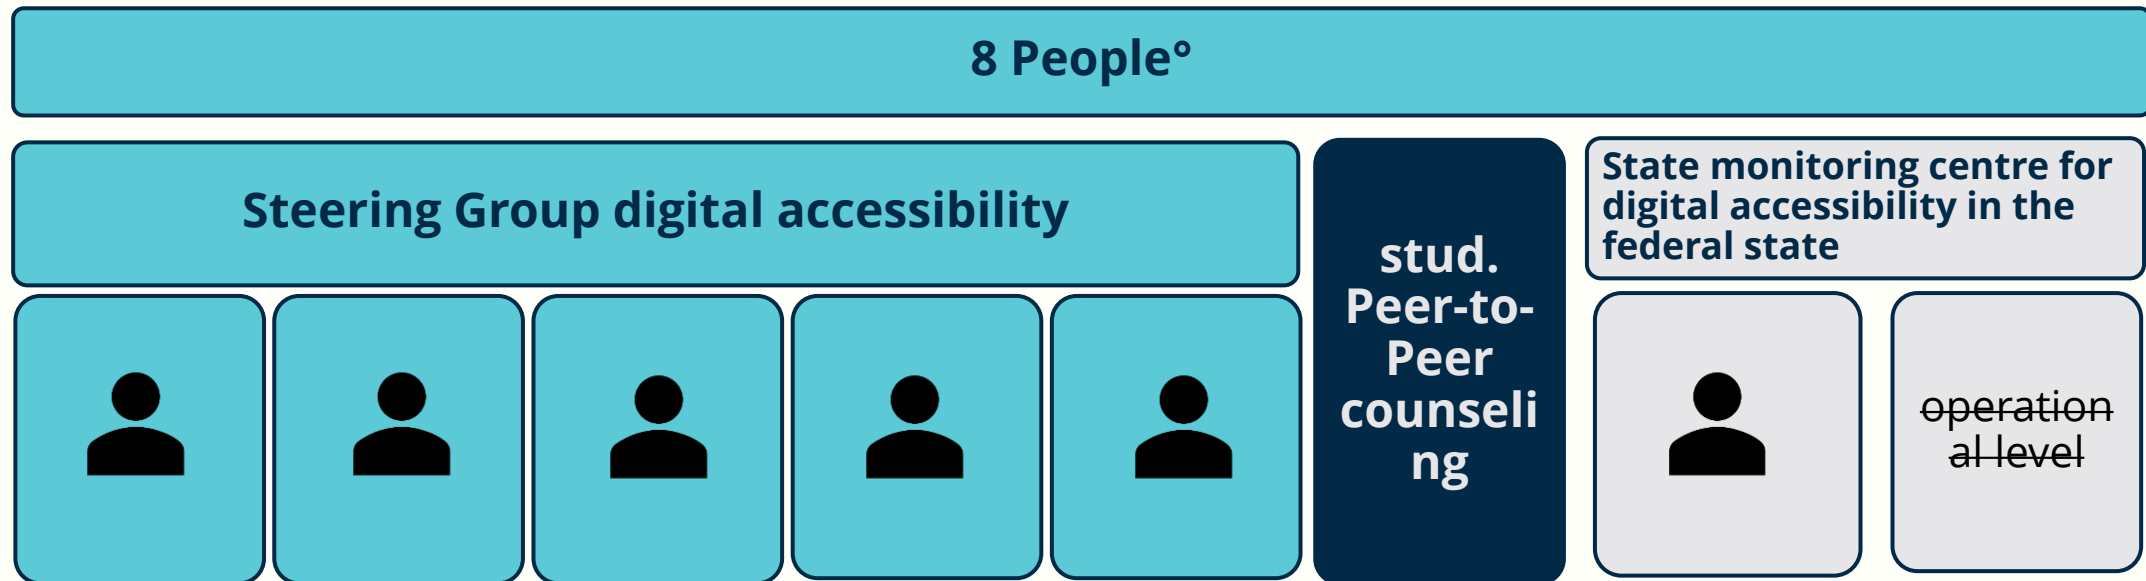 8 People°
Steering Group digital accessibility
stud.
Peer-to-
Peer
counseli
ng
State monitoring centre for
digital accessibility in the
federal state
operation
al level